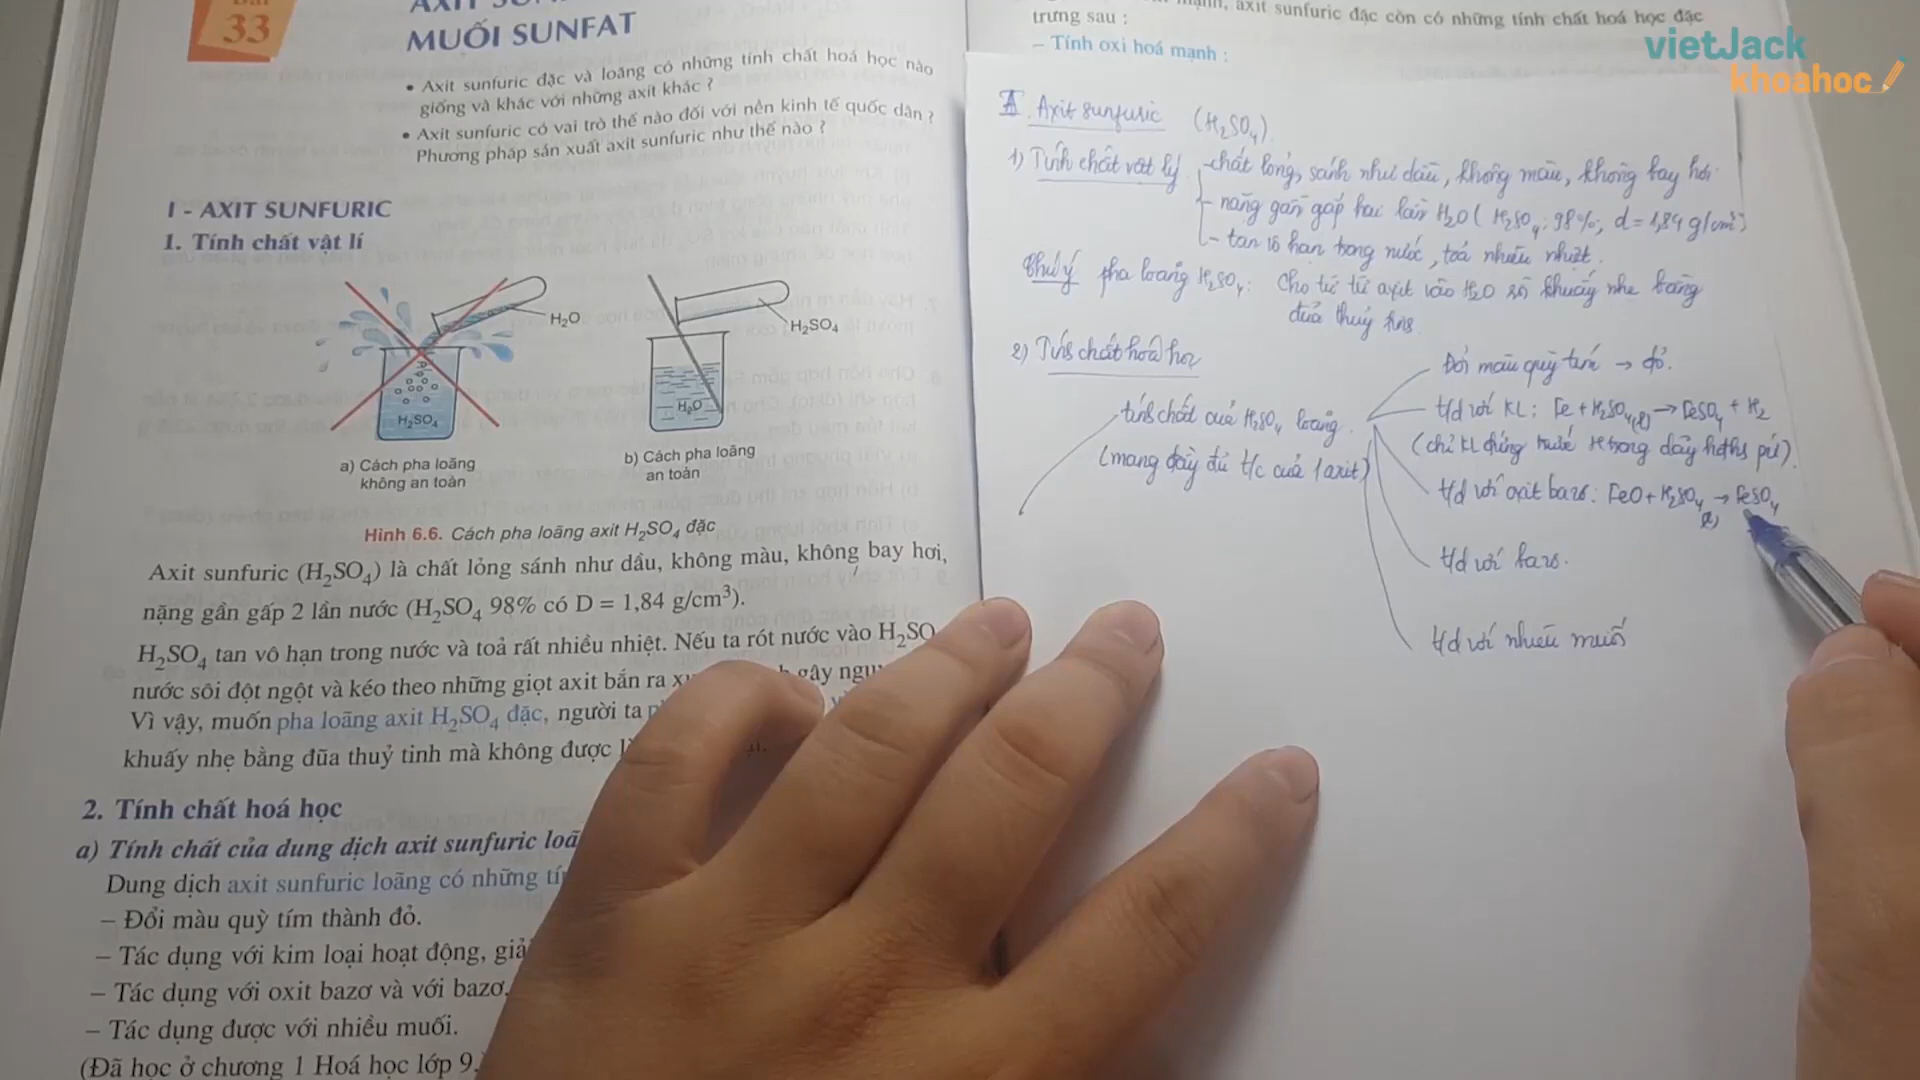 33
MUỐI SUNFAT
• Axit sunfuric đặc và loãng có những tính chất hoá học nào
giống và khác với những axit khác ?
• Axit sunfuric có vai trò thế nào đối với nền kinh tế quốc dân ?
Phương pháp sản xuất axit sunfuric như thế nào ?
I - AXIT SUNFURIC
1. Tính chất vật lí
H₂O
H₂SO₄
a) Cách pha loãng
không an toàn
H₂SO₄
H₂O
b) Cách pha loãng
an toàn
Hình 6.6. Cách pha loãng axit H₂SO₄ đặc
Axit sunfuric (H₂SO₄) là chất lỏng sánh như dầu, không màu, không bay hơi,
nặng gần gấp 2 lần nước (H₂SO₄ 98% có D = 1,84 g/cm³).
H₂SO₄ tan vô hạn trong nước và toả rất nhiều nhiệt. Nếu ta rót nước vào H₂SO
nước sôi đột ngột và kéo theo những giọt axit bắn ra gây
Vì vậy, muốn pha loãng axit H₂SO₄ đặc, người ta
khuấy nhẹ bằng đũa thuỷ tinh mà không được
2. Tính chất hoá học
a) Tính chất của dung dịch axit sunfuric
Dung dịch axit sunfuric loãng có những
– Đổi màu quỳ tím thành đỏ.
– Tác dụng với kim loại hoạt động,
– Tác dụng với oxit bazơ và với bazơ.
– Tác dụng được với nhiều muối.
(Đã học ở chương 1 Hoá học lớp 9.
axit sunfuric đặc còn có những tính chất hoá học đặc
trưng sau :
– Tính oxi hoá mạnh :
vietJack
khoahoc
Axit sunfuric (H₂SO₄).
1) Tính chất vật lý - chất lỏng, sánh như dầu, không màu, không bay hơi
- nặng gần gấp hai lần H₂O (H₂SO₄: 98%, d = 1,84 g/cm³)
- tan vô hạn trong nước, toả nhiều nhiệt.
Chú ý pha loãng H₂SO₄: Cho từ từ axit vào H₂O rồi khuấy nhẹ bằng
đũa thuỷ tinh
2) Tính chất hoá học
Đổi màu quỳ tím → đỏ.
tính chất của H₂SO₄ loãng
(mang đầy đủ t/c của 1 axit)
t/d với KL: Fe + H₂SO₄(l) → FeSO₄ + H₂
(chỉ KL đứng trước H trong dãy hđhh pứ).
t/d với oxit bazơ: FeO + H₂SO₄(l) → FeSO₄
t/d với bazơ.
t/d với nhiều muối